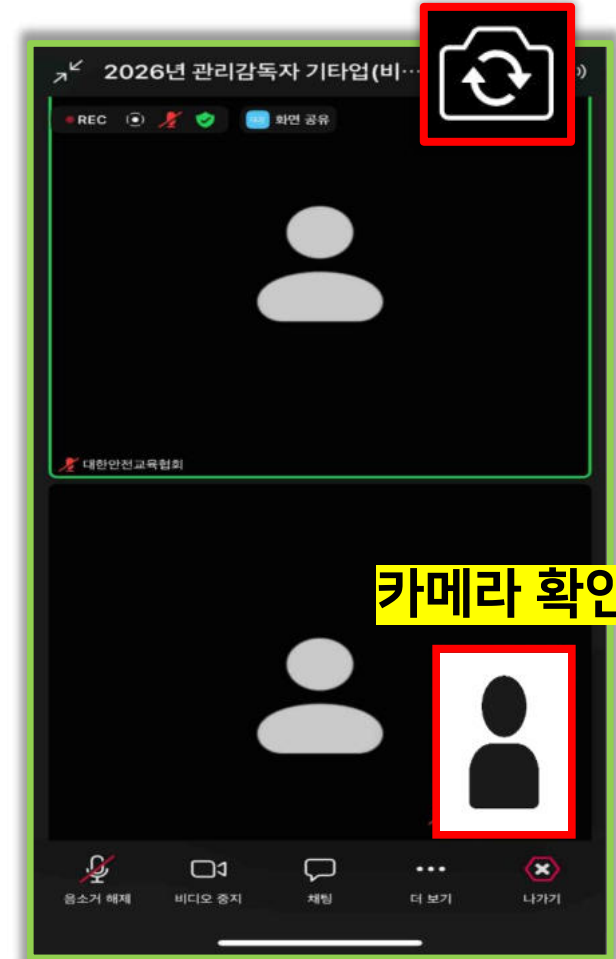 2026년 관리감독자 기타업(비…
REC
화면 공유
대한안전교육협회
카메라 확인
음소거 해제
비디오 중지
채팅
더 보기
나가기